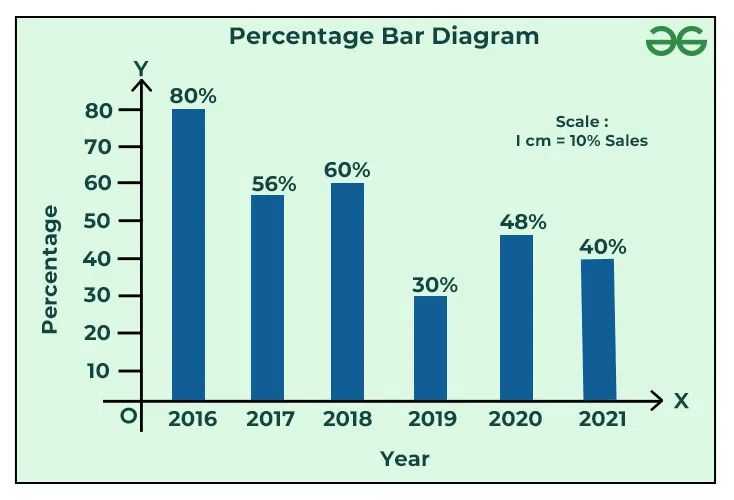 Percentage Bar Diagram
Y
Scale :
I cm = 10% Sales
80%
56%
60%
30%
48%
40%
80
70
60
50
40
30
20
10
Percentage
O
X
2016 2017 2018 2019 2020 2021
Year